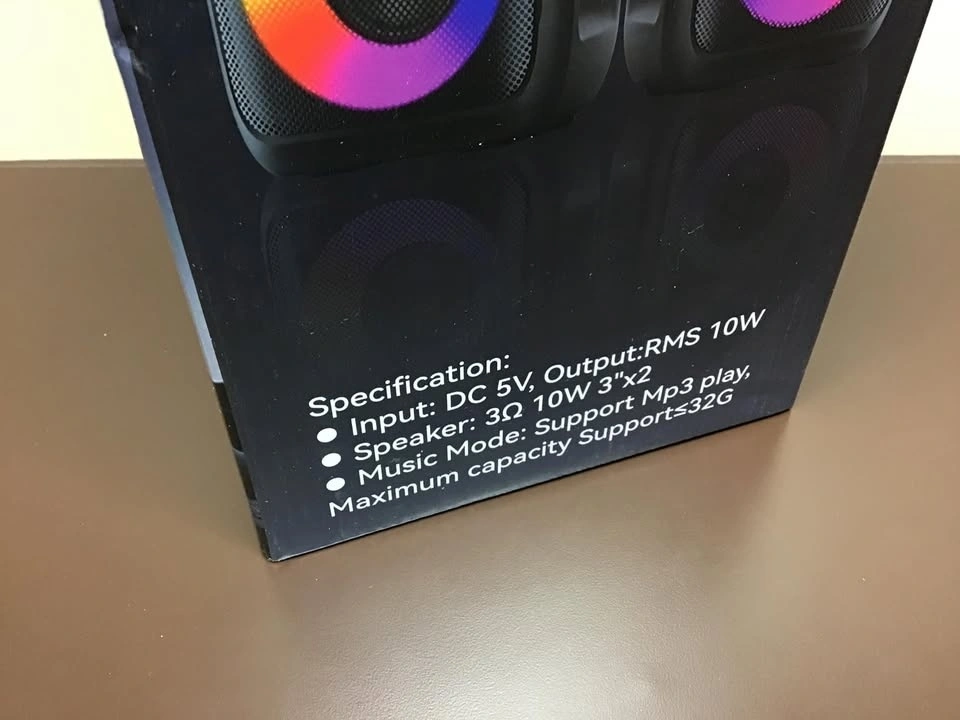 Specification:
● Input: DC 5V, Output:RMS 10W
● Speaker: 3Ω 10W 3"x2
● Music Mode: Support Mp3 play,
Maximum capacity Support≤32G